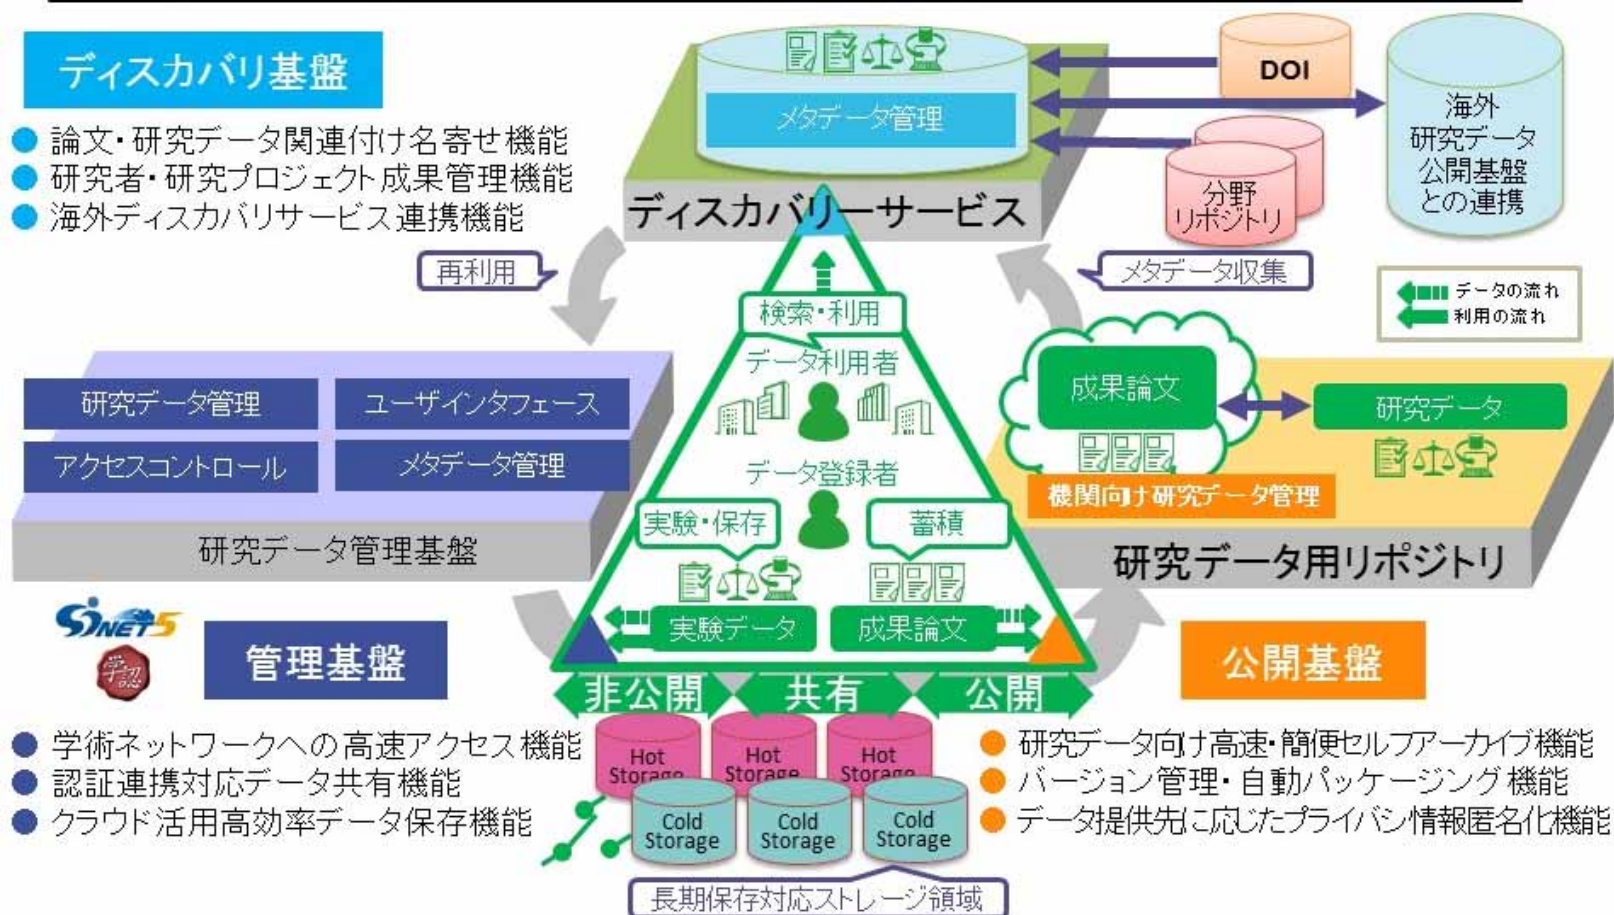 ディスカバリ基盤
● 論文・研究データ関連付け名寄せ機能
● 研究者・研究プロジェクト成果管理機能
● 海外ディスカバリサービス連携機能
メタデータ管理
ディスカバリーサービス
DOI
分野
リポジトリ
海外
研究データ
公開基盤
との連携
再利用
メタデータ収集
データの流れ
利用の流れ
検索・利用
データ利用者
データ登録者
実験・保存
蓄積
実験データ
成果論文
研究データ管理
ユーザインタフェース
アクセスコントロール
メタデータ管理
研究データ管理基盤
成果論文
研究データ
機関向け研究データ管理
研究データ用リポジトリ
SINET5
学認
管理基盤
● 学術ネットワークへの高速アクセス機能
● 認証連携対応データ共有機能
● クラウド活用高効率データ保存機能
非公開
共有
公開
Hot
Storage
Hot
Storage
Hot
Storage
Cold
Storage
Cold
Storage
Cold
Storage
長期保存対応ストレージ領域
公開基盤
● 研究データ向け高速・簡便セルフアーカイブ機能
● バージョン管理・自動パッケージング機能
● データ提供先に応じたプライバシ情報匿名化機能